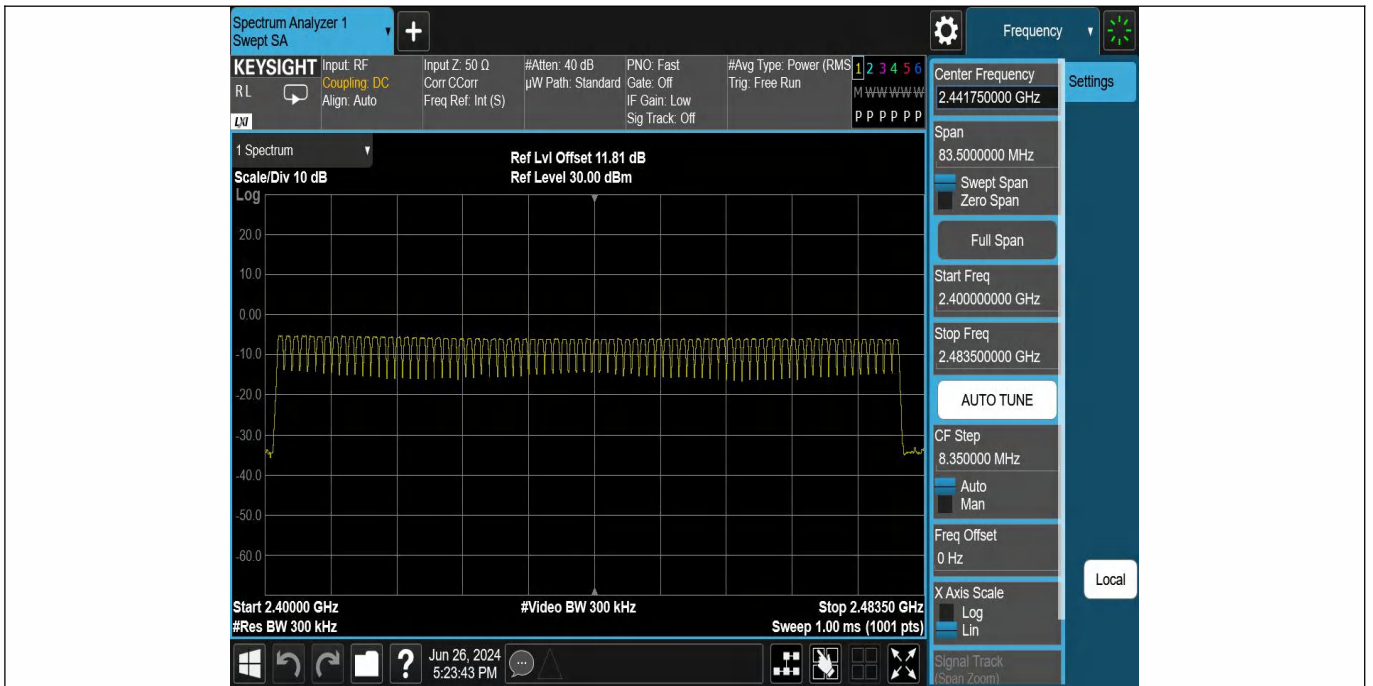 Spectrum Analyzer 1
Swept SA
+
Frequency
KEYSIGHT
RL
LXI
Input: RF
Coupling: DC
Align: Auto
Input Z: 50 Ω
Corr CCorr
Freq Ref: Int (S)
#Atten: 40 dB
µW Path: Standard
PNO: Fast
Gate: Off
IF Gain: Low
Sig Track: Off
#Avg Type: Power (RMS
Trig: Free Run
1 2 3 4 5 6
M W W W W W
P P P P P P
1 Spectrum
Scale/Div 10 dB
Ref Lvl Offset 11.81 dB
Ref Level 30.00 dBm
Log
20.0
10.0
0.00
-10.0
-20.0
-30.0
-40.0
-50.0
-60.0
Start 2.40000 GHz
#Res BW 300 kHz
#Video BW 300 kHz
Stop 2.48350 GHz
Sweep 1.00 ms (1001 pts)
Center Frequency
2.441750000 GHz
Settings
Span
83.5000000 MHz
Swept Span
Zero Span
Full Span
Start Freq
2.400000000 GHz
Stop Freq
2.483500000 GHz
AUTO TUNE
CF Step
8.350000 MHz
Auto
Man
Freq Offset
0 Hz
X Axis Scale
Log
Lin
Signal Track
(Span Zoom)
Local
?
Jun 26, 2024
5:23:43 PM